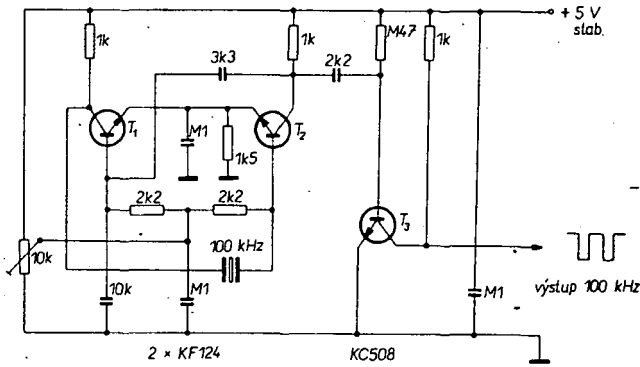 + 5 V
stab.
1k
1k
M47
1k
3k3
2k2
T1
M1
1k5
T2
2k2
2k2
T3
10k
100 kHz
10k
M1
M1
výstup 100 kHz
2 × KF124
KC508